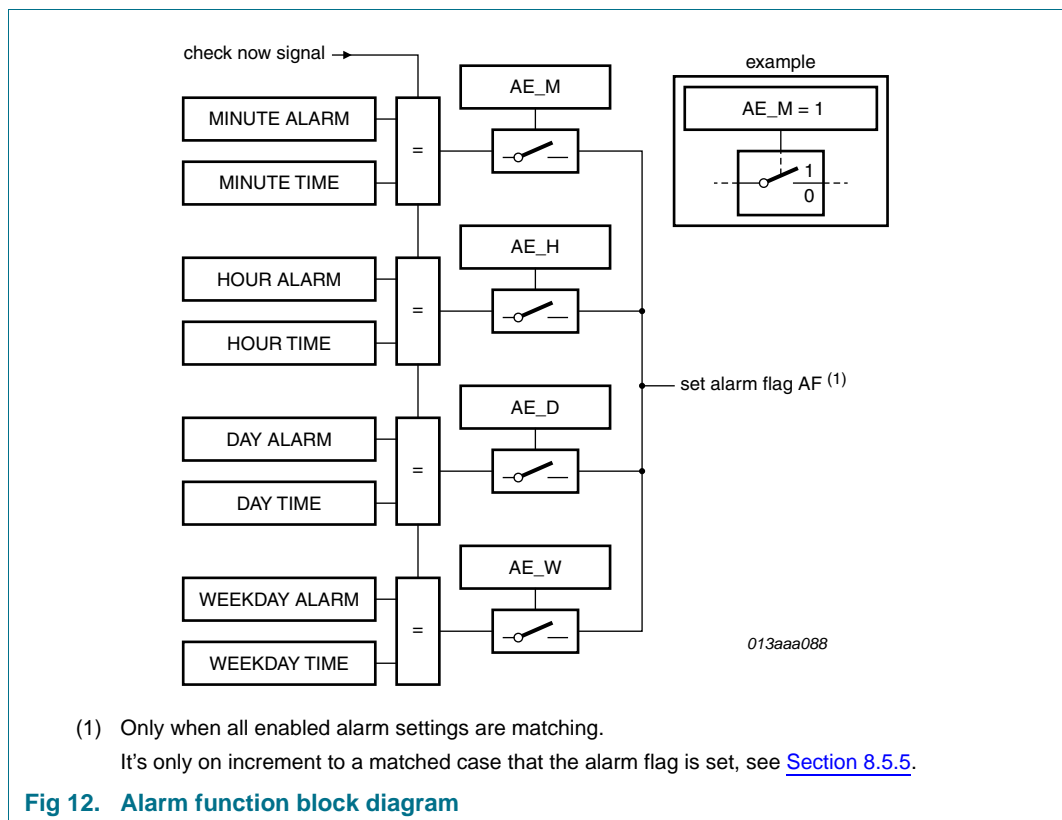 check now signal
example
AE_M
AE_M = 1
MINUTE ALARM
=
MINUTE TIME
1
0
AE_H
HOUR ALARM
=
HOUR TIME
set alarm flag AF (1)
AE_D
DAY ALARM
=
DAY TIME
AE_W
WEEKDAY ALARM
=
WEEKDAY TIME
013aaa088
(1) Only when all enabled alarm settings are matching.
It's only on increment to a matched case that the alarm flag is set, see Section 8.5.5.
Fig 12. Alarm function block diagram